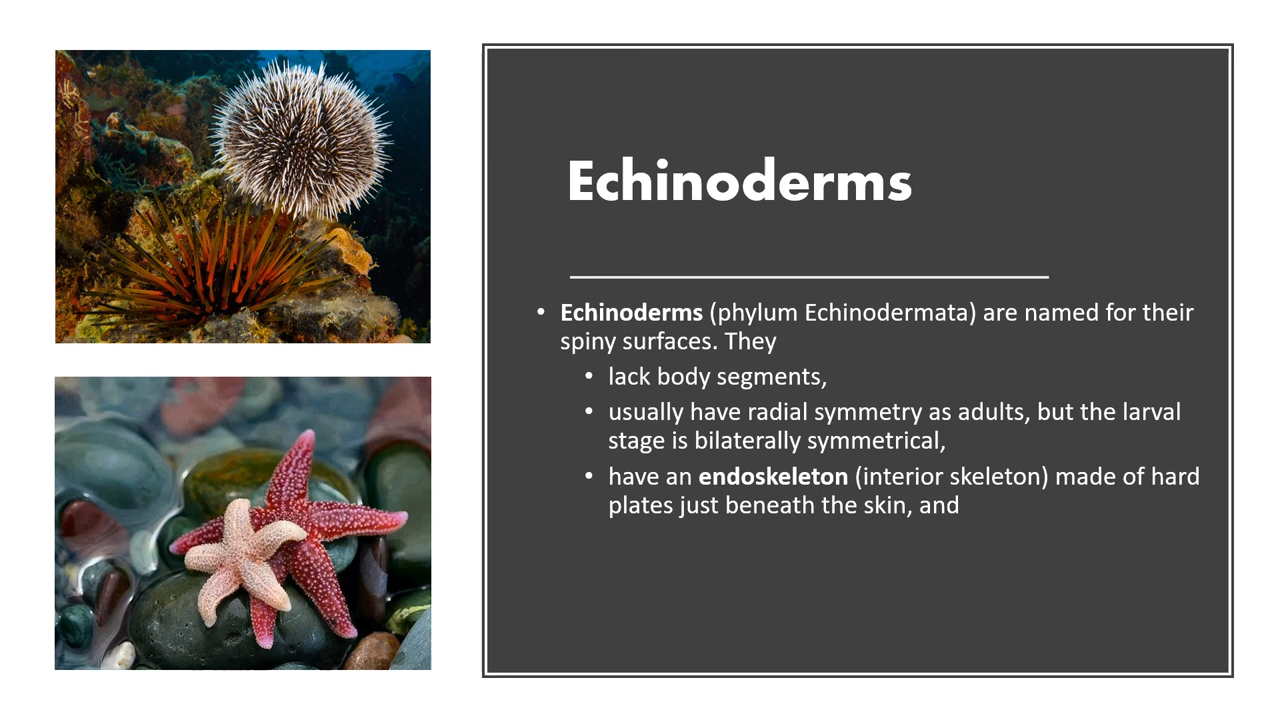 Echinoderms
• Echinoderms (phylum Echinodermata) are named for their
spiny surfaces. They
• lack body segments,
• usually have radial symmetry as adults, but the larval
stage is bilaterally symmetrical,
• have an endoskeleton (interior skeleton) made of hard
plates just beneath the skin, and